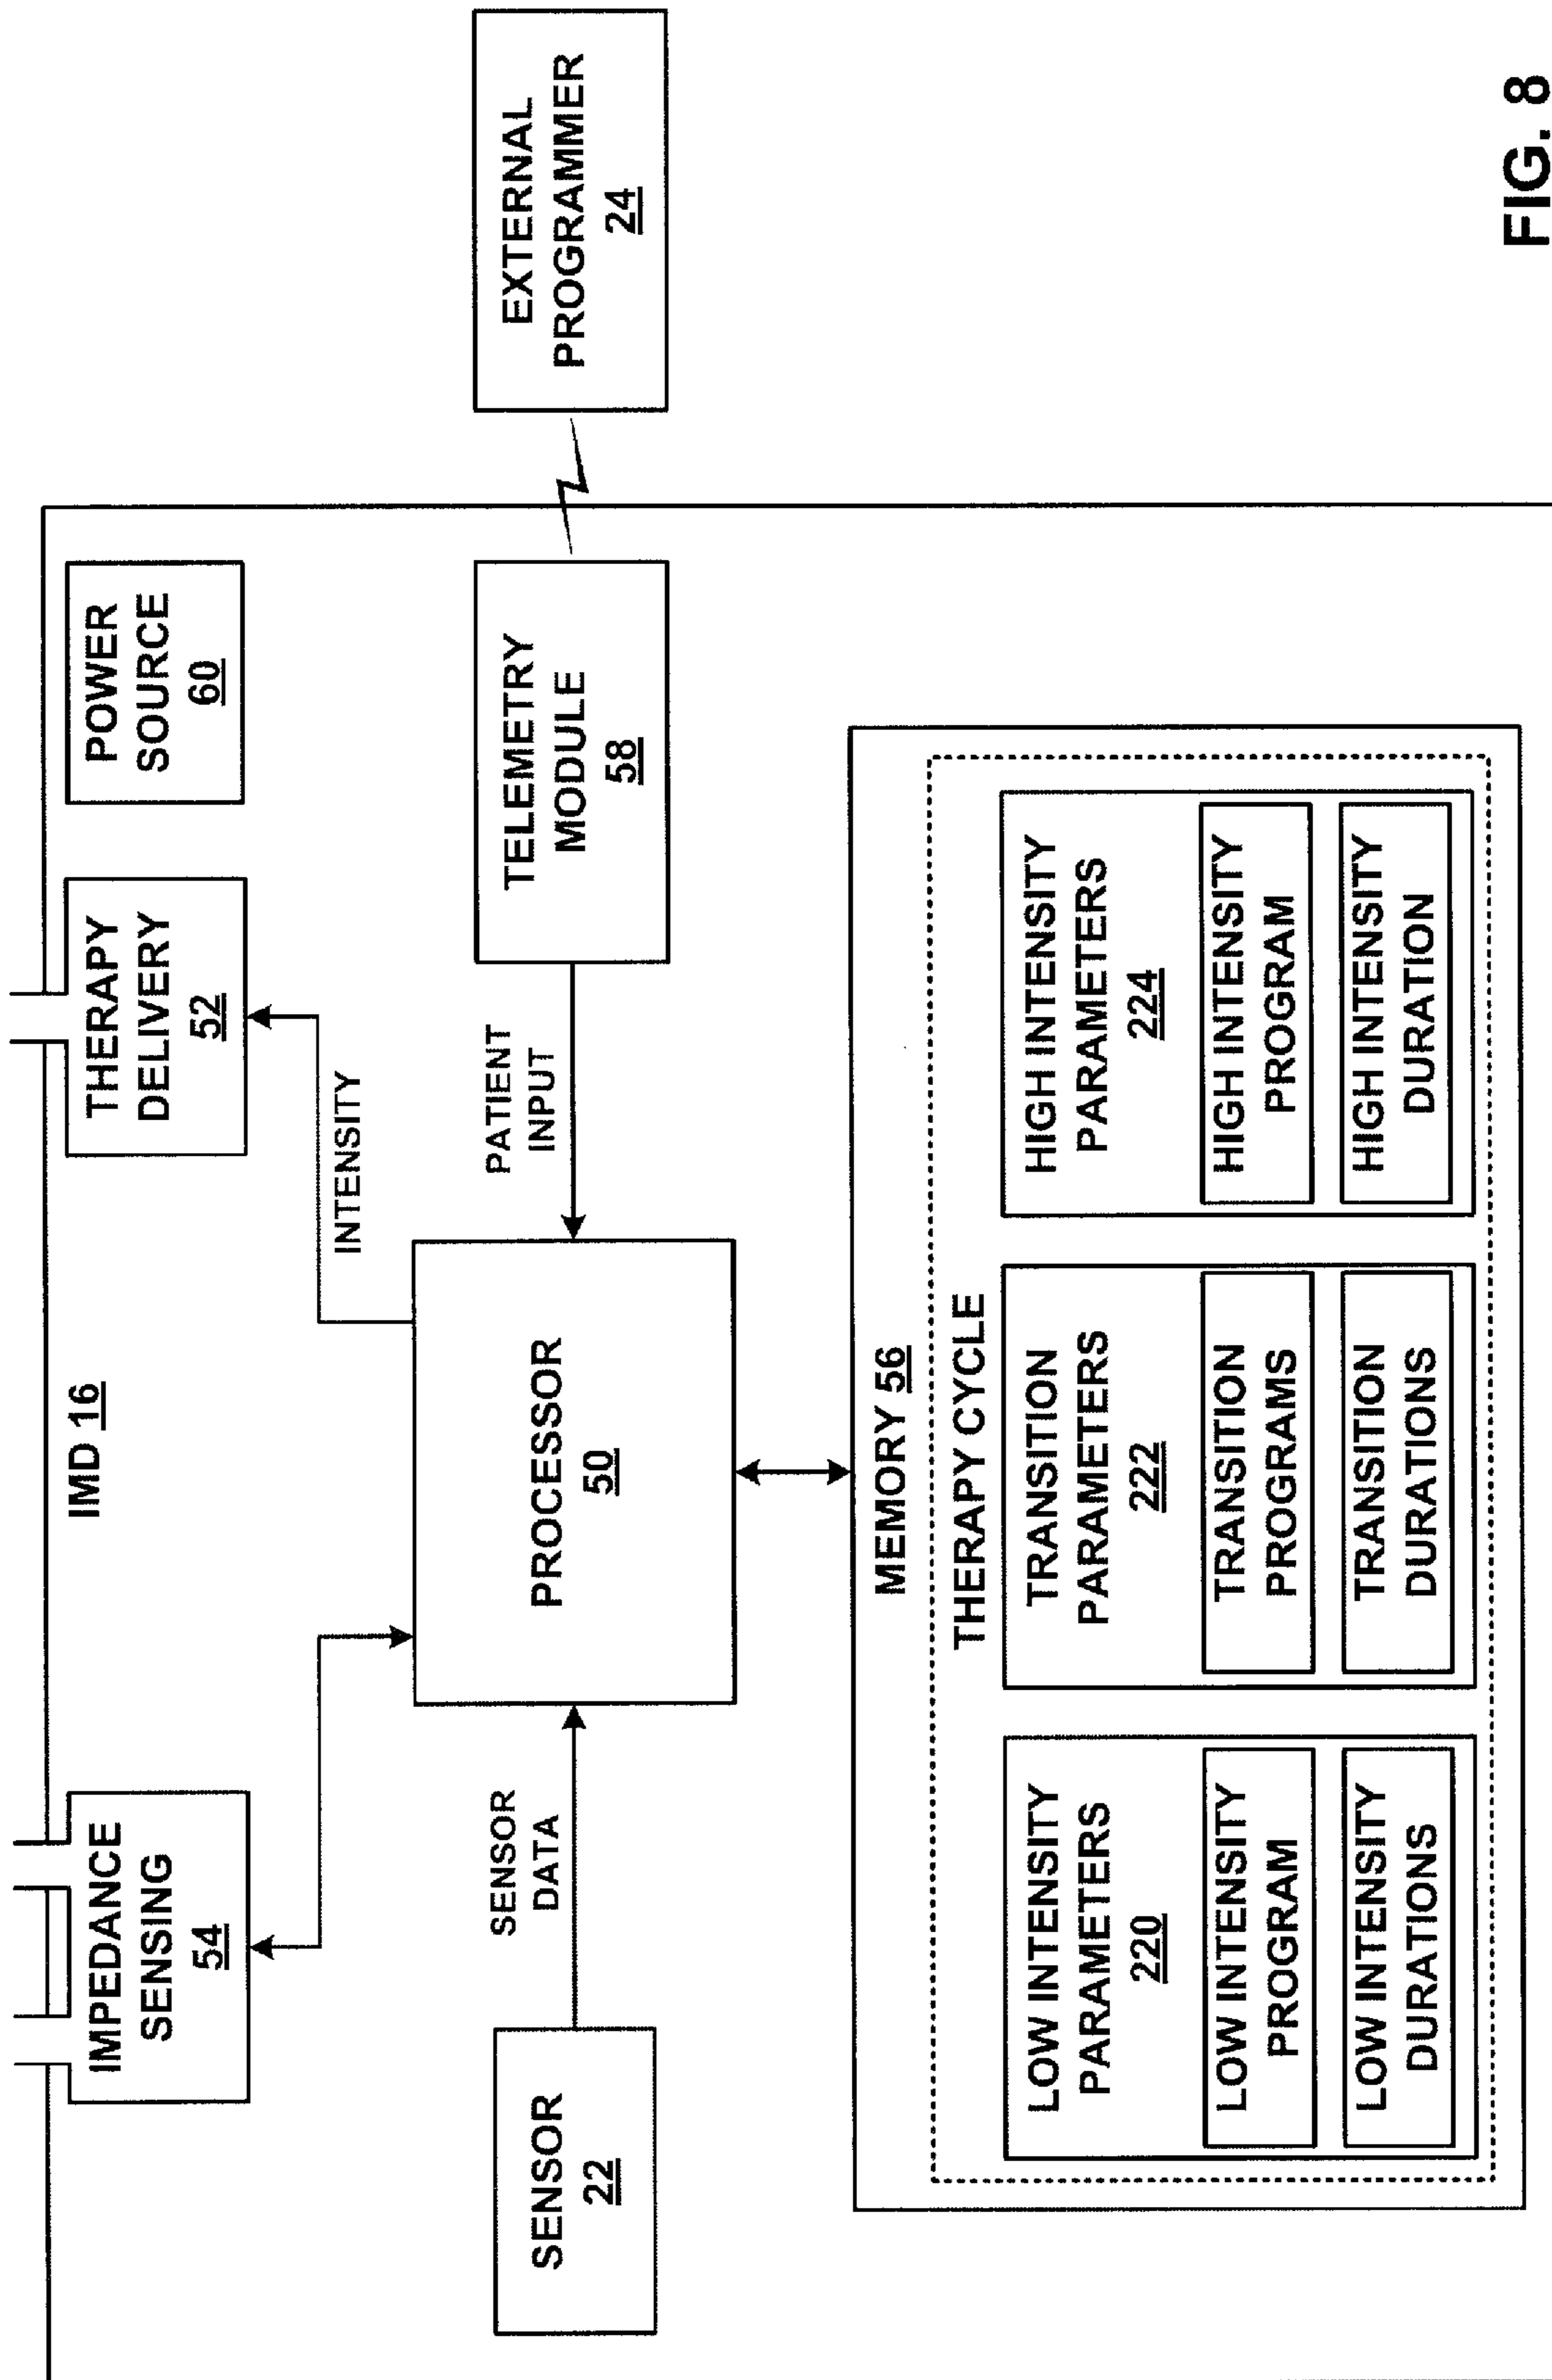 IMD 16
IMPEDANCE
SENSING
54
THERAPY
DELIVERY
52
POWER
SOURCE
60
INTENSITY
SENSOR
22
SENSOR
DATA
PROCESSOR
50
PATIENT
INPUT
TELEMETRY
MODULE
58
EXTERNAL
PROGRAMMER
24
MEMORY 56
THERAPY CYCLE
LOW INTENSITY
PARAMETERS
220
LOW INTENSITY
PROGRAM
LOW INTENSITY
DURATIONS
TRANSITION
PARAMETERS
222
TRANSITION
PROGRAMS
TRANSITION
DURATIONS
HIGH INTENSITY
PARAMETERS
224
HIGH INTENSITY
PROGRAM
HIGH INTENSITY
DURATION
FIG. 8